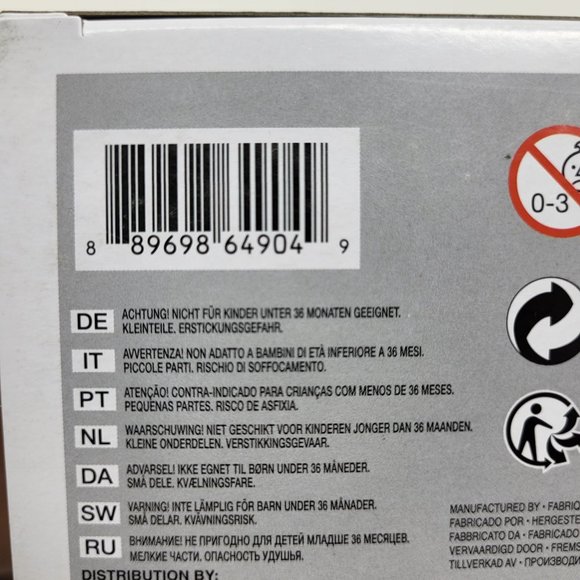 8 89698 64904 9
0-3
DE ACHTUNG! NICHT FÜR KINDER UNTER 36 MONATEN GEEIGNET.
KLEINTEILE. ERSTICKUNGSGEFAHR.
IT AVVERTENZA! NON ADATTO A BAMBINI DI ETÀ INFERIORE A 36 MESI.
PICCOLE PARTI. RISCHIO DI SOFFOCAMENTO.
PT ATENÇÃO! CONTRA-INDICADO PARA CRIANÇAS COM MENOS DE 36 MESES.
PEQUENAS PARTES. RISCO DE ASFIXIA.
NL WAARSCHUWING! NIET GESCHIKT VOOR KINDEREN JONGER DAN 36 MAANDEN.
KLEINE ONDERDELEN. VERSTIKKINGSGEVAAR.
DA ADVARSEL! IKKE EGNET TIL BØRN UNDER 36 MÅNEDER.
SMÅ DELE. KVÆLNINGSFARE.
SW VARNING! INTE LÄMPLIG FÖR BARN UNDER 36 MÅNADER.
SMÅ DELAR. KVÄVNINGSRISK.
RU ВНИМАНИЕ! НЕ ПРИГОДНО ДЛЯ ДЕТЕЙ МЛАДШЕ 36 МЕСЯЦЕВ.
МЕЛКИЕ ЧАСТИ. ОПАСНОСТЬ УДУШЬЯ.
DISTRIBUTION BY:
MANUFACTURED BY • FABRIQ
FABRICADO POR • HERGESTE
FABBRICATO DA • FABRICADO
VERVAARDIGD DOOR • FREMS
TILLVERKAD AV • ПРОИЗВОДИ